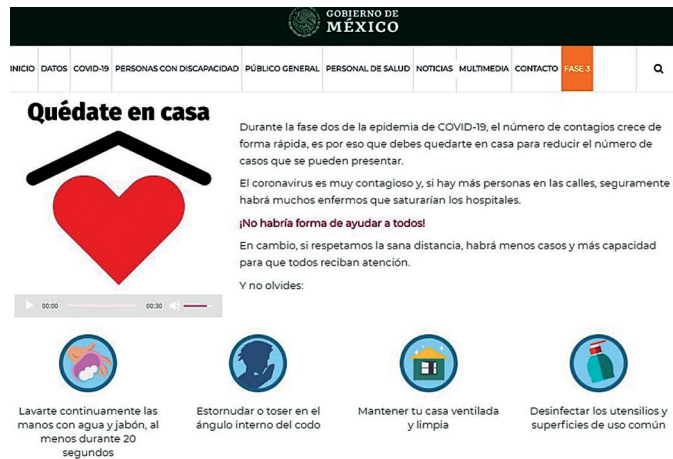 GOBIERNO DE
MÉXICO
INICIO DATOS COVID-19 PERSONAS CON DISCAPACIDAD PÚBLICO GENERAL PERSONAL DE SALUD NOTICIAS MULTIMEDIA CONTACTO FASE 3
Quédate en casa
00:00 00:30
Durante la fase dos de la epidemia de COVID-19, el número de contagios crece de
forma rápida, es por eso que debes quedarte en casa para reducir el número de
casos que se pueden presentar.
El coronavirus es muy contagioso y, si hay más personas en las calles, seguramente
habrá muchos enfermos que saturarían los hospitales.
¡No habría forma de ayudar a todos!
En cambio, si respetamos la sana distancia, habrá menos casos y más capacidad
para que todos reciban atención.
Y no olvides:
Lavarte continuamente las
manos con agua y jabón, al
menos durante 20
segundos
Estornudar o toser en el
ángulo interno del codo
Mantener tu casa ventilada
y limpia
Desinfectar los utensilios y
superficies de uso común